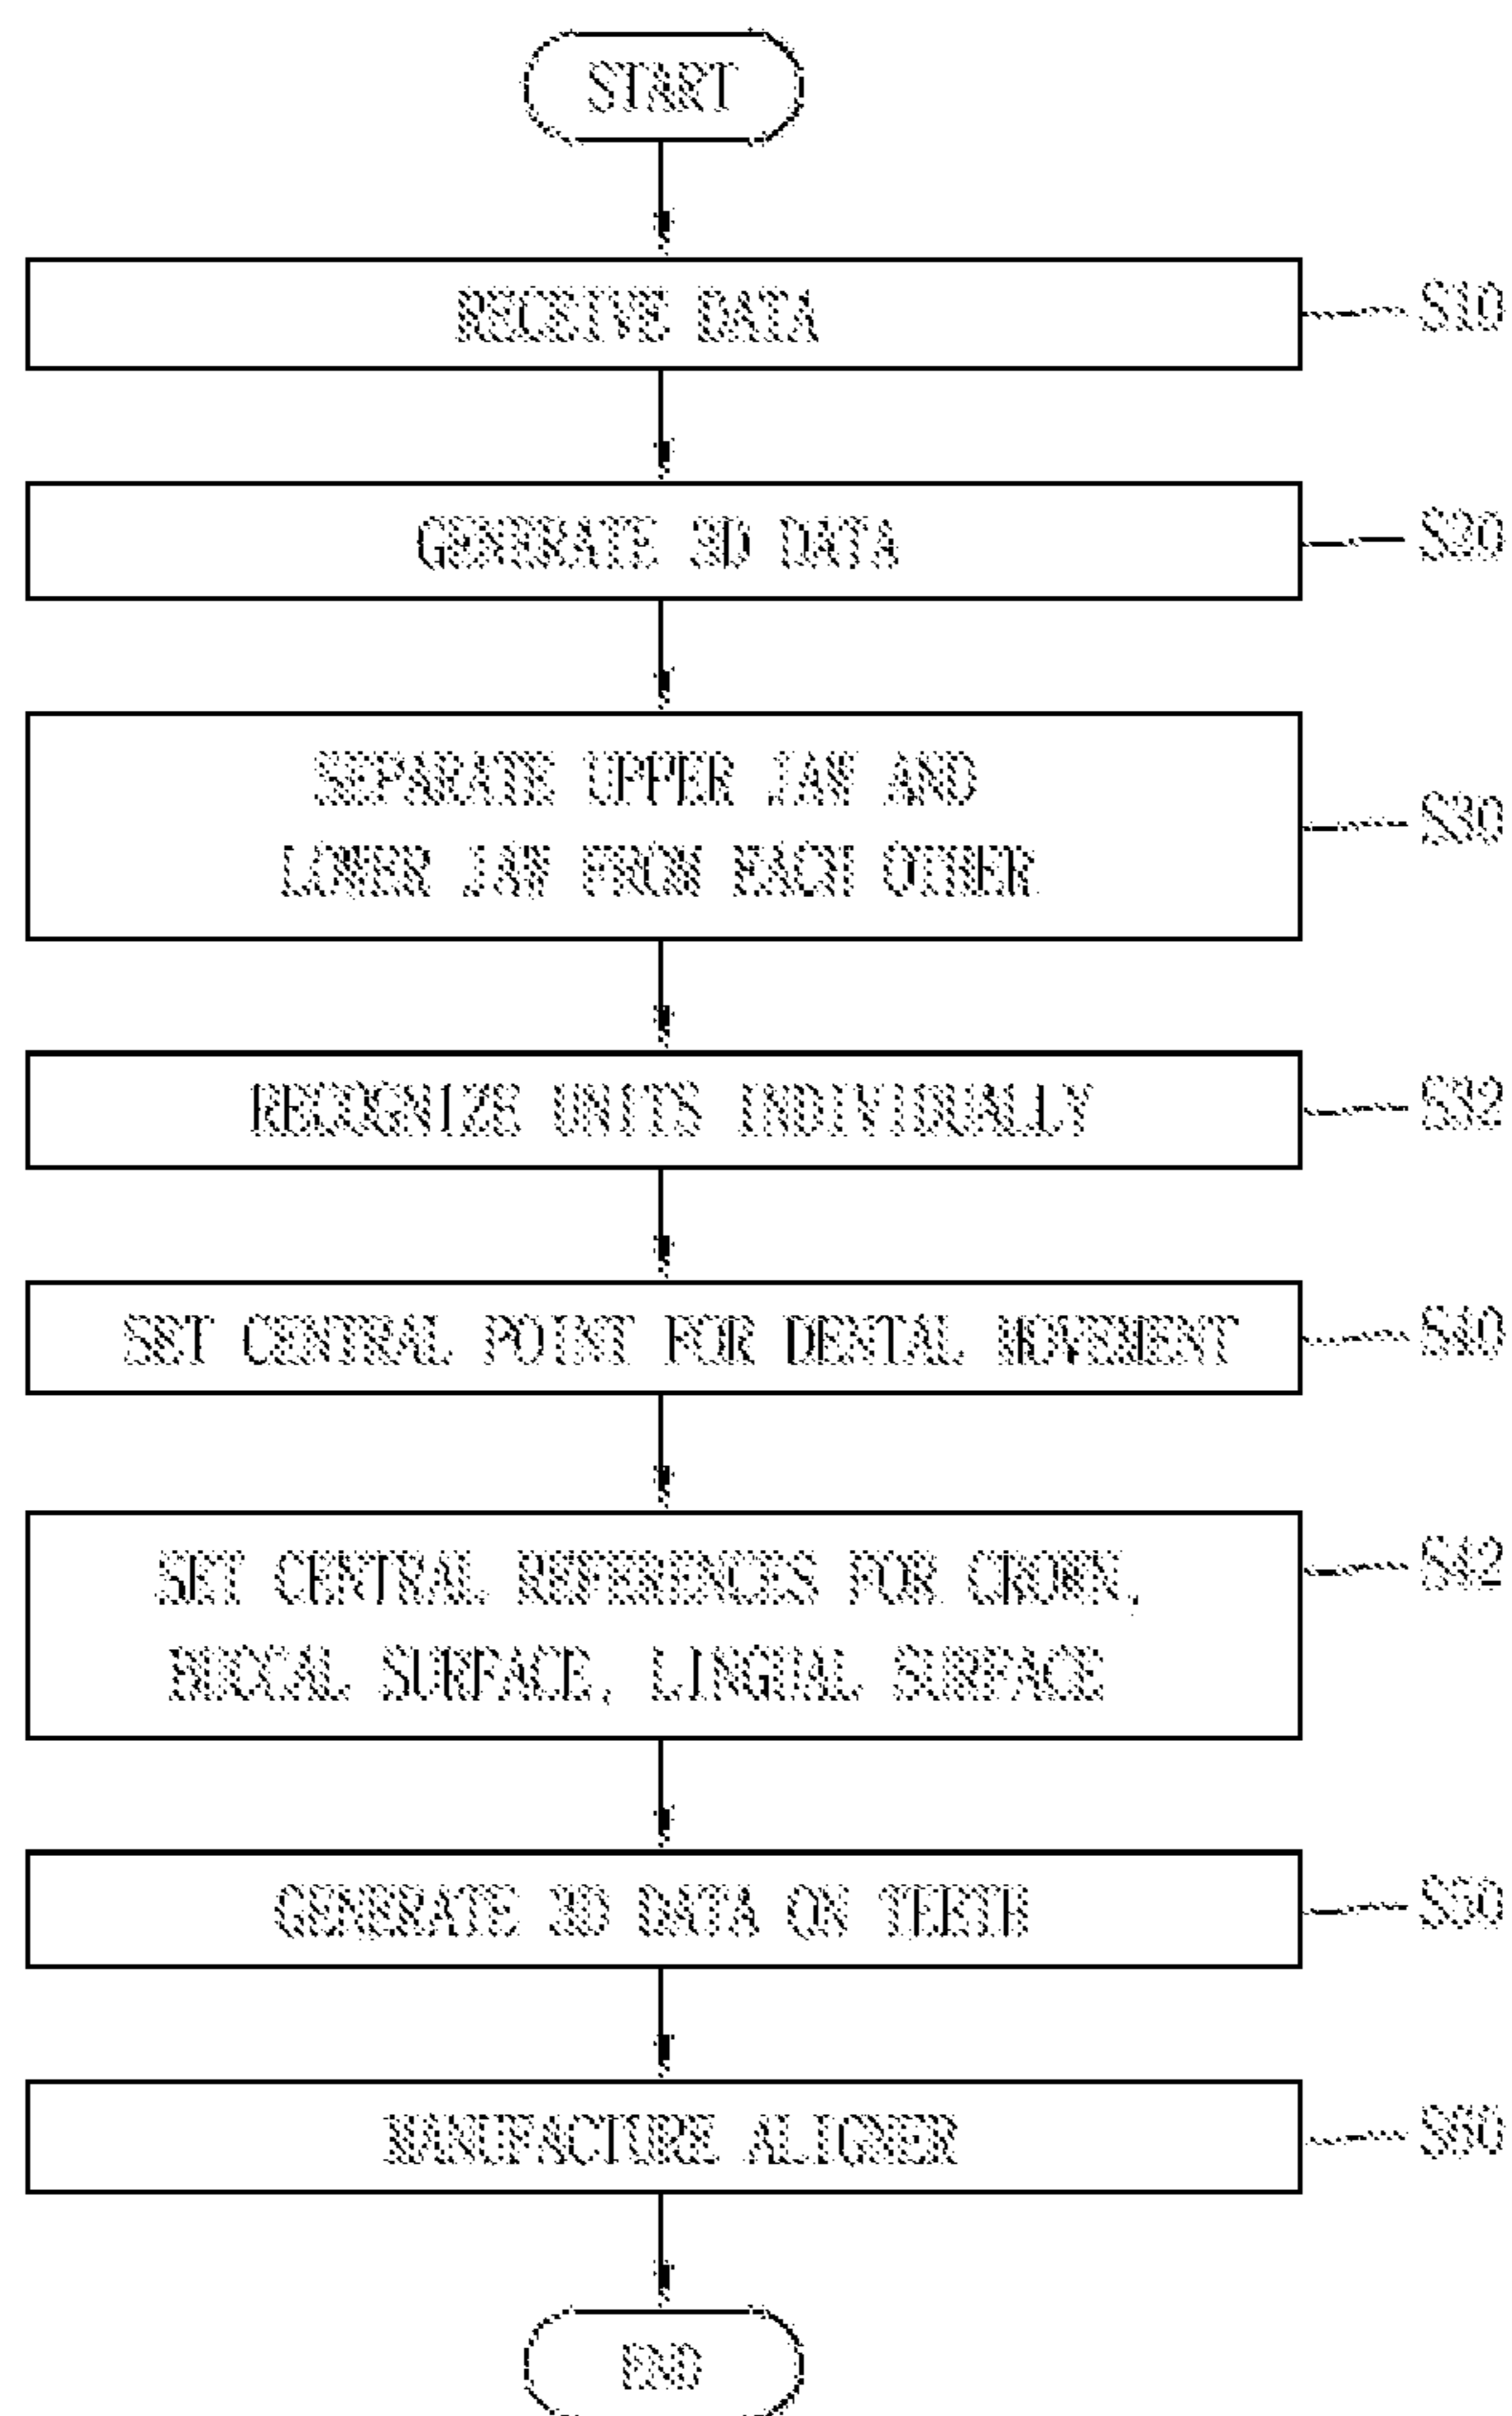 START
RECEIVE DATA
S10
GENERATE 3D DATA
S20
SEPARATE UPPER JAW AND
LOWER JAW FROM EACH OTHER
S30
RECOGNIZE UNITS INDIVIDUALLY
S32
SET CENTRAL POINT FOR DENTAL MOVEMENT
S40
SET CENTRAL REFERENCES FOR CROWN,
BUCCAL SURFACE, LINGUAL SURFACE
S42
GENERATE 3D DATA ON TEETH
S50
MANUFACTURE ALIGNER
S60
END